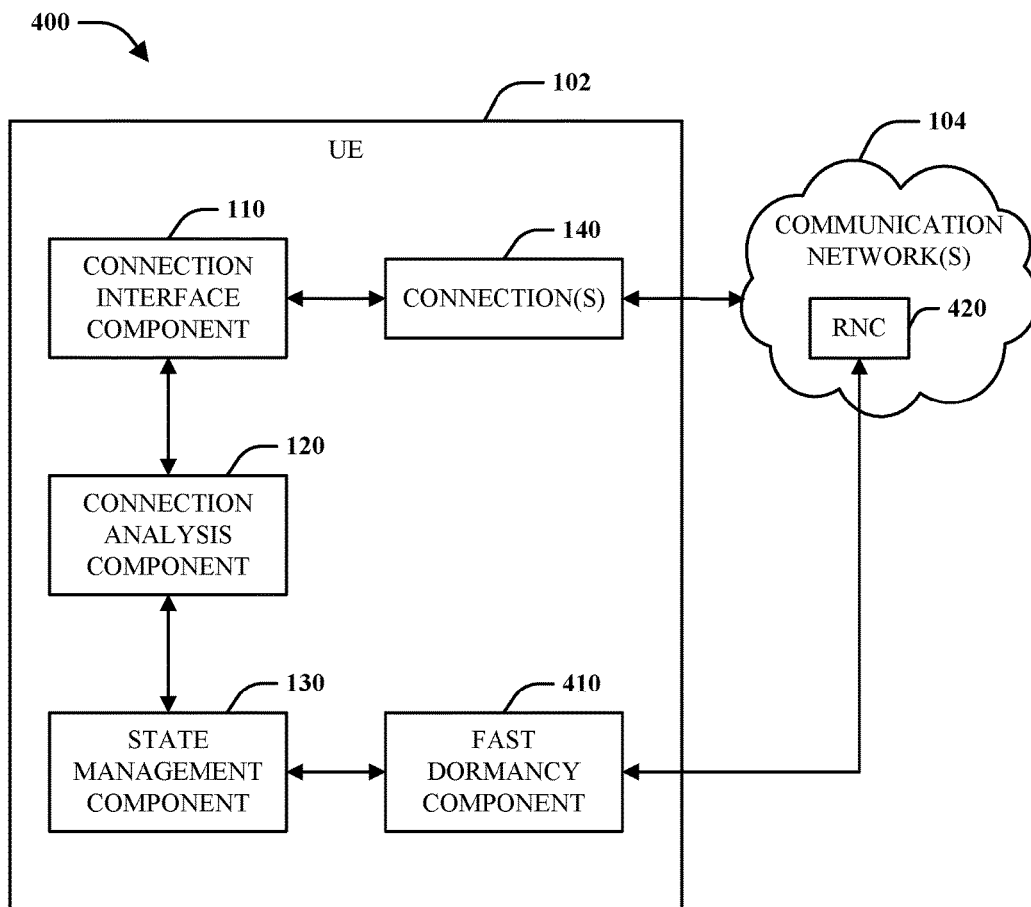 400
102
UE
104
COMMUNICATION
NETWORK(S)
RNC
420
110
CONNECTION
INTERFACE
COMPONENT
140
CONNECTION(S)
120
CONNECTION
ANALYSIS
COMPONENT
130
STATE
MANAGEMENT
COMPONENT
410
FAST
DORMANCY
COMPONENT